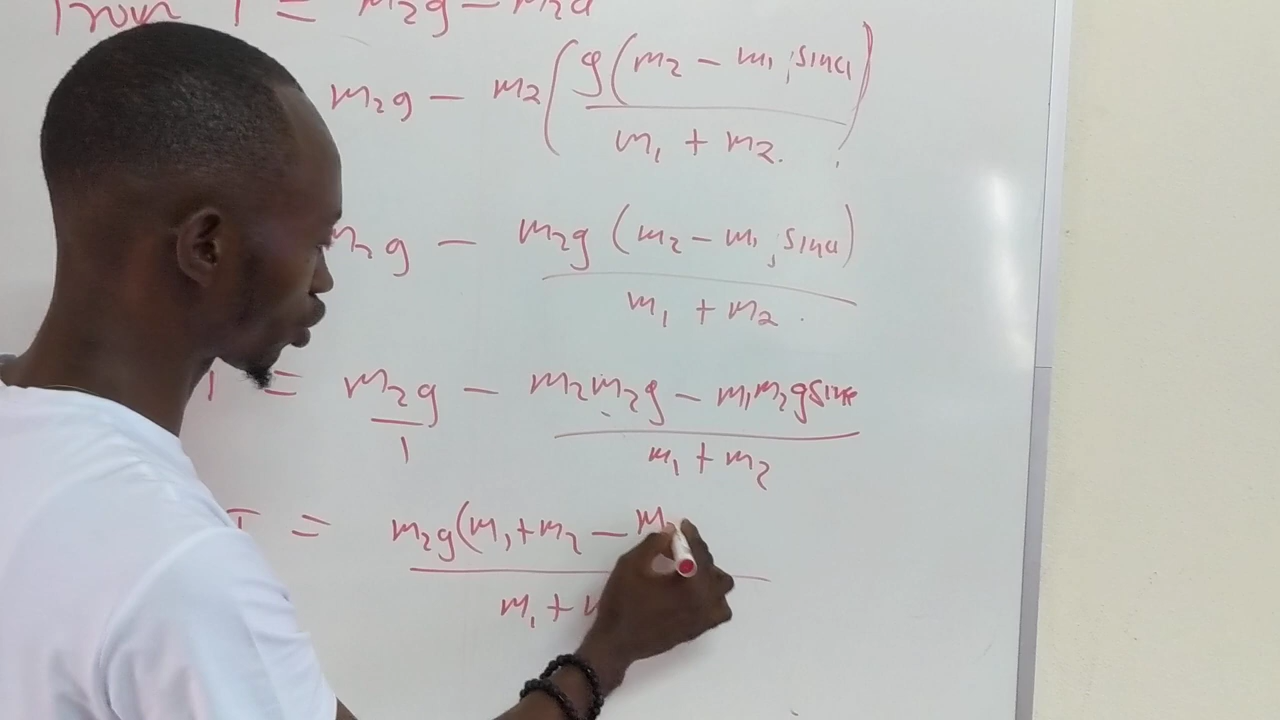 From T = m₂g - m₂a
m₂g - m₂(g(m₂ - m₁ sinα)/m₁ + m₂.)
m₂g - m₂g (m₂ - m₁ sinα)/m₁ + m₂.
T = m₂g/1 - m₂m₂g - m₁m₂g sinα/m₁ + m₂
T = m₂g(m₁ + m₂ - m₂/m₁ +